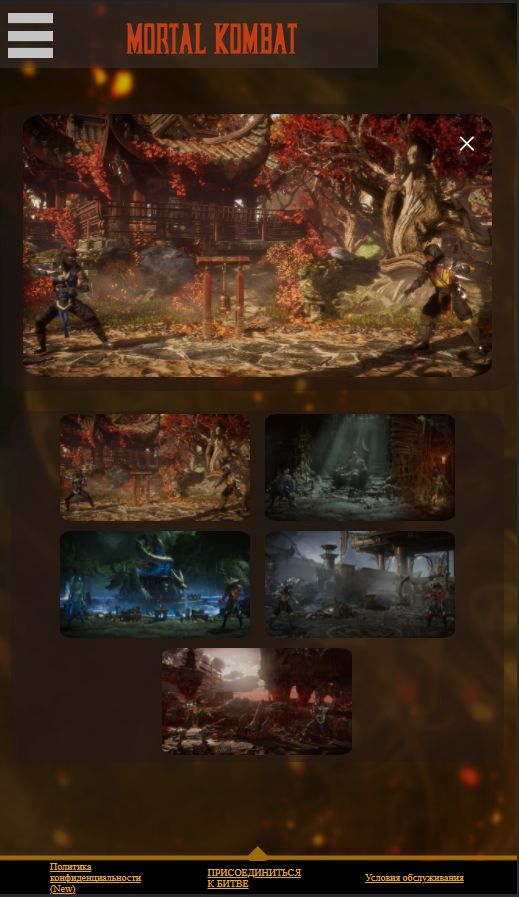 MORTAL KOMBAT
Политика
конфиденциальности
(New)
ПРИСОЕДИНИТЬСЯ
К БИТВЕ
Условия обслуживания